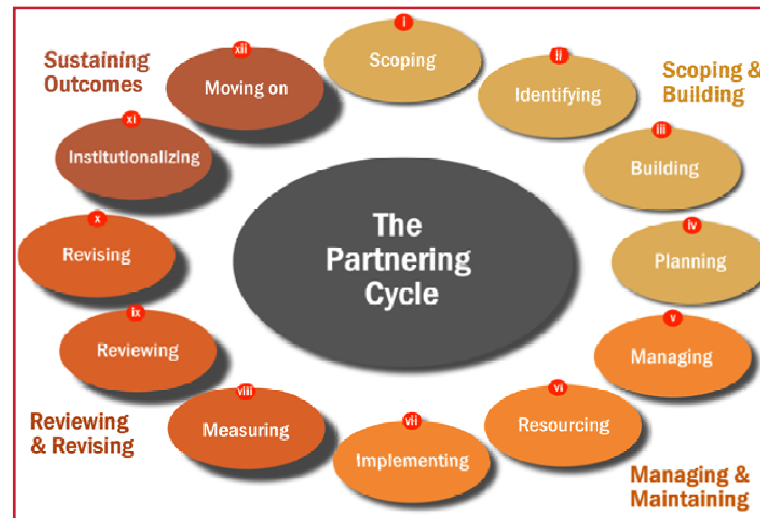 Sustaining
Outcomes
Scoping &
Building
i
Scoping
ii
Identifying
iii
Building
iv
Planning
v
Managing
vi
Resourcing
vii
Implementing
viii
Measuring
ix
Reviewing
x
Revising
xi
Institutionalizing
xii
Moving on
The
Partnering
Cycle
Reviewing
& Revising
Managing &
Maintaining